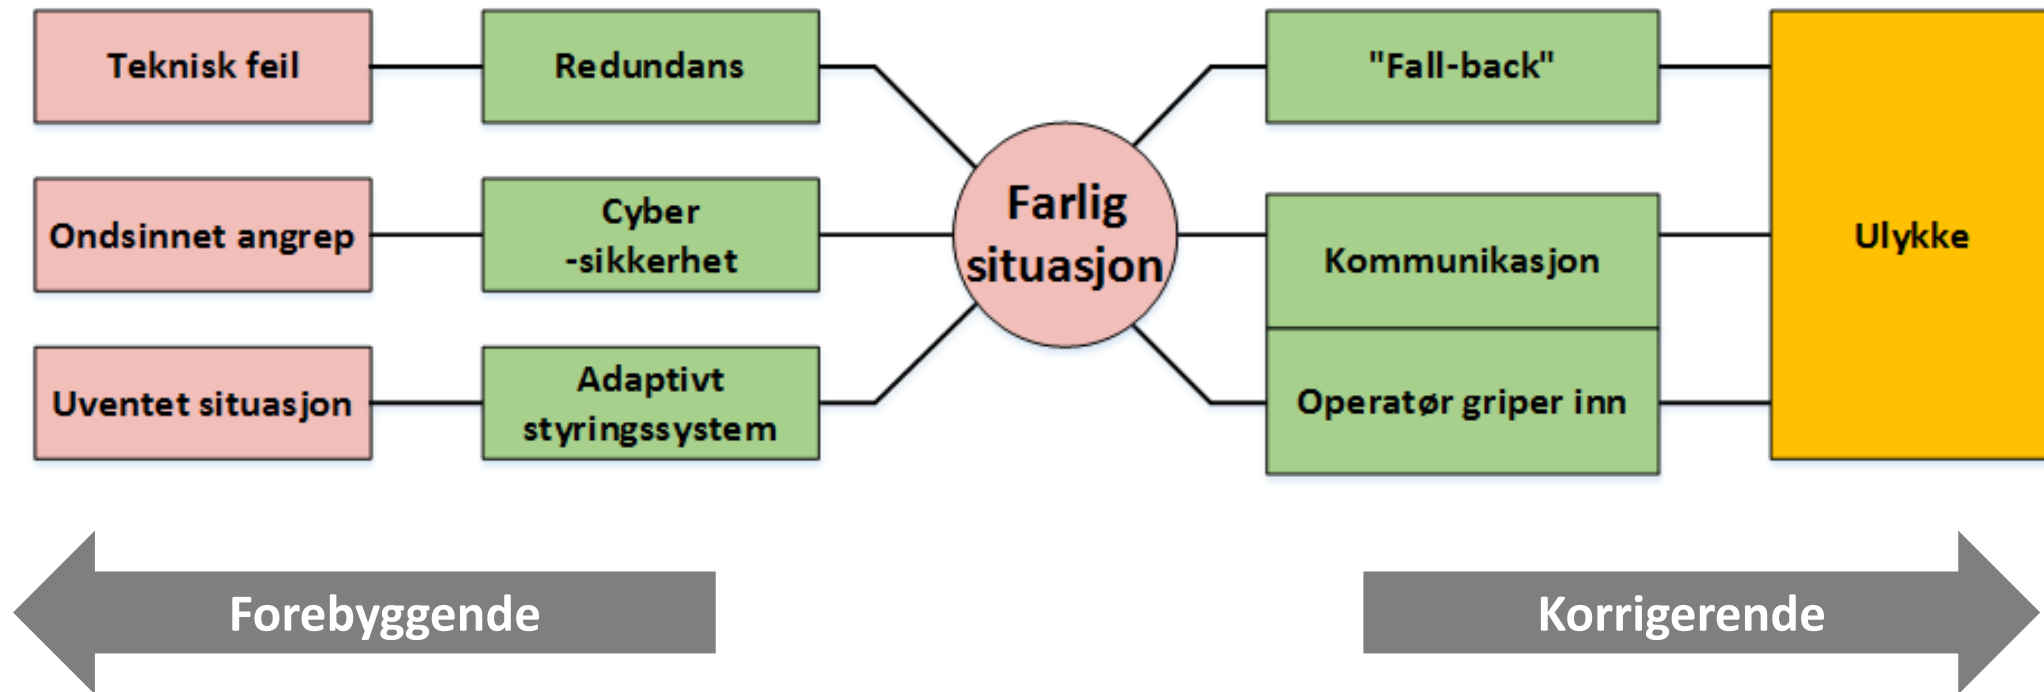 Teknisk feil
Redundans
"Fall-back"
Ondsinnet angrep
Cyber
-sikkerhet
Farlig
situasjon
Kommunikasjon
Ulykke
Uventet situasjon
Adaptivt
styringssystem
Operatør griper inn
Forebyggende
Korrigerende